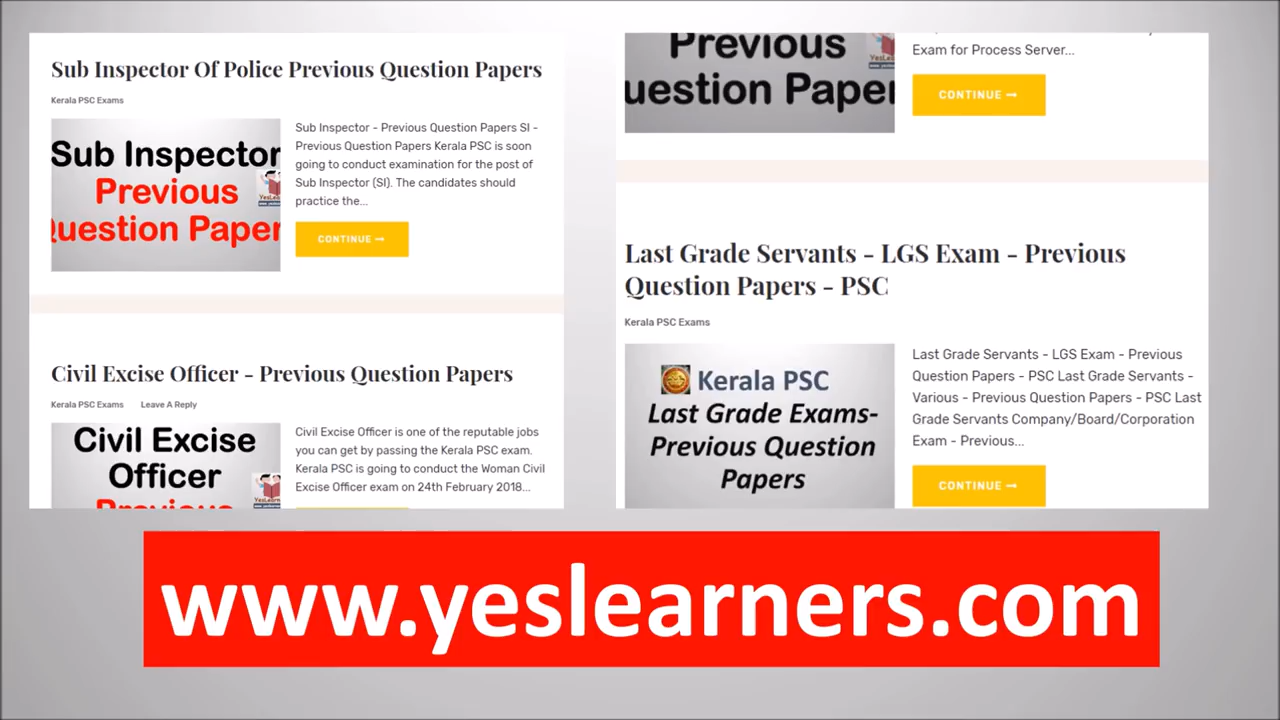 Sub Inspector Of Police Previous Question Papers
Kerala PSC Exams
Sub Inspector
Previous
Question Paper
Sub Inspector - Previous Question Papers SI -
Previous Question Papers Kerala PSC is soon
going to conduct examination for the post of
Sub Inspector (SI). The candidates should
practice the...
CONTINUE →
Civil Excise Officer - Previous Question Papers
Kerala PSC Exams Leave A Reply
Civil Excise
Officer
Previous
YesLearn
Civil Excise Officer is one of the reputable jobs
you can get by passing the Kerala PSC exam.
Kerala PSC is going to conduct the Woman Civil
Excise Officer exam on 24th February 2018...
Previous
uestion Paper
Exam for Process Server...
CONTINUE →
Last Grade Servants - LGS Exam - Previous
Question Papers - PSC
Kerala PSC Exams
Kerala PSC
Last Grade Exams-
Previous Question
Papers
Last Grade Servants - LGS Exam - Previous
Question Papers - PSC Last Grade Servants -
Various - Previous Question Papers - PSC Last
Grade Servants Company/Board/Corporation
Exam - Previous...
CONTINUE →
www.yeslearners.com